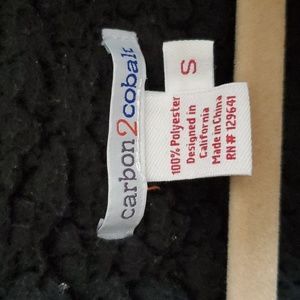 carbon2cobalt
S
100% Polyester
Designed in
California
Made in China
RN# 129641